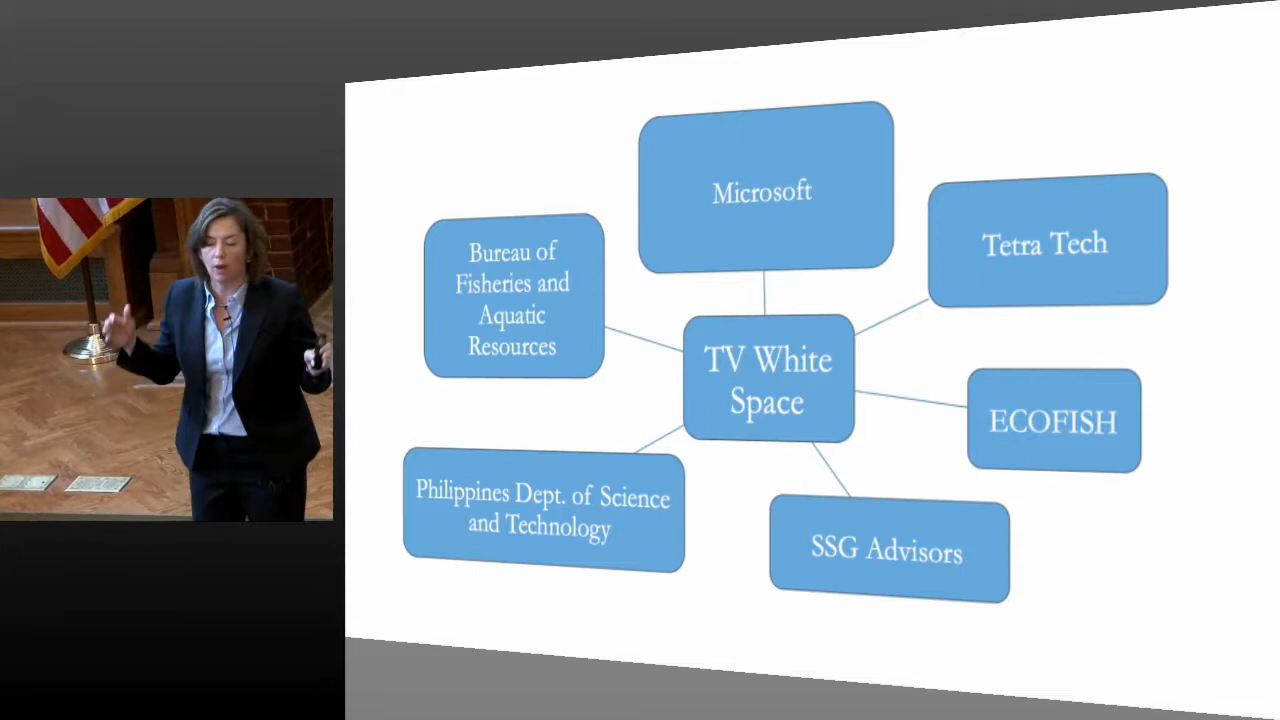 Microsoft
Tetra Tech
Bureau of
Fisheries and
Aquatic
Resources
TV White
Space
ECOFISH
Philippines Dept. of Science
and Technology
SSG Advisors